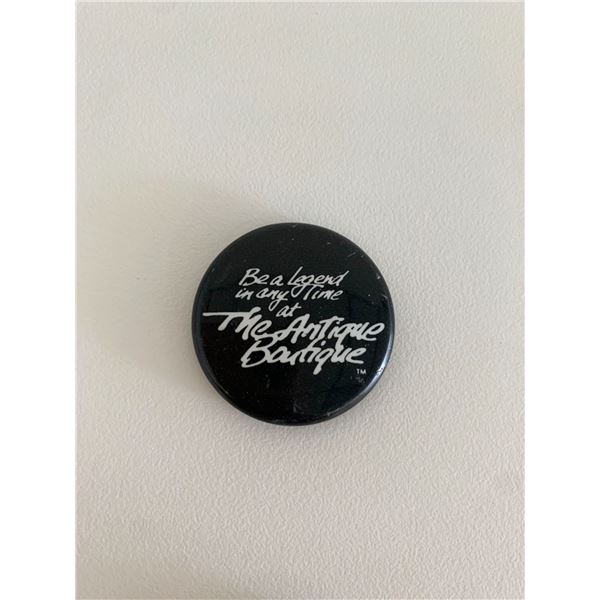 Be a Legend
in any Time
at
The Antique
Boutique
TM